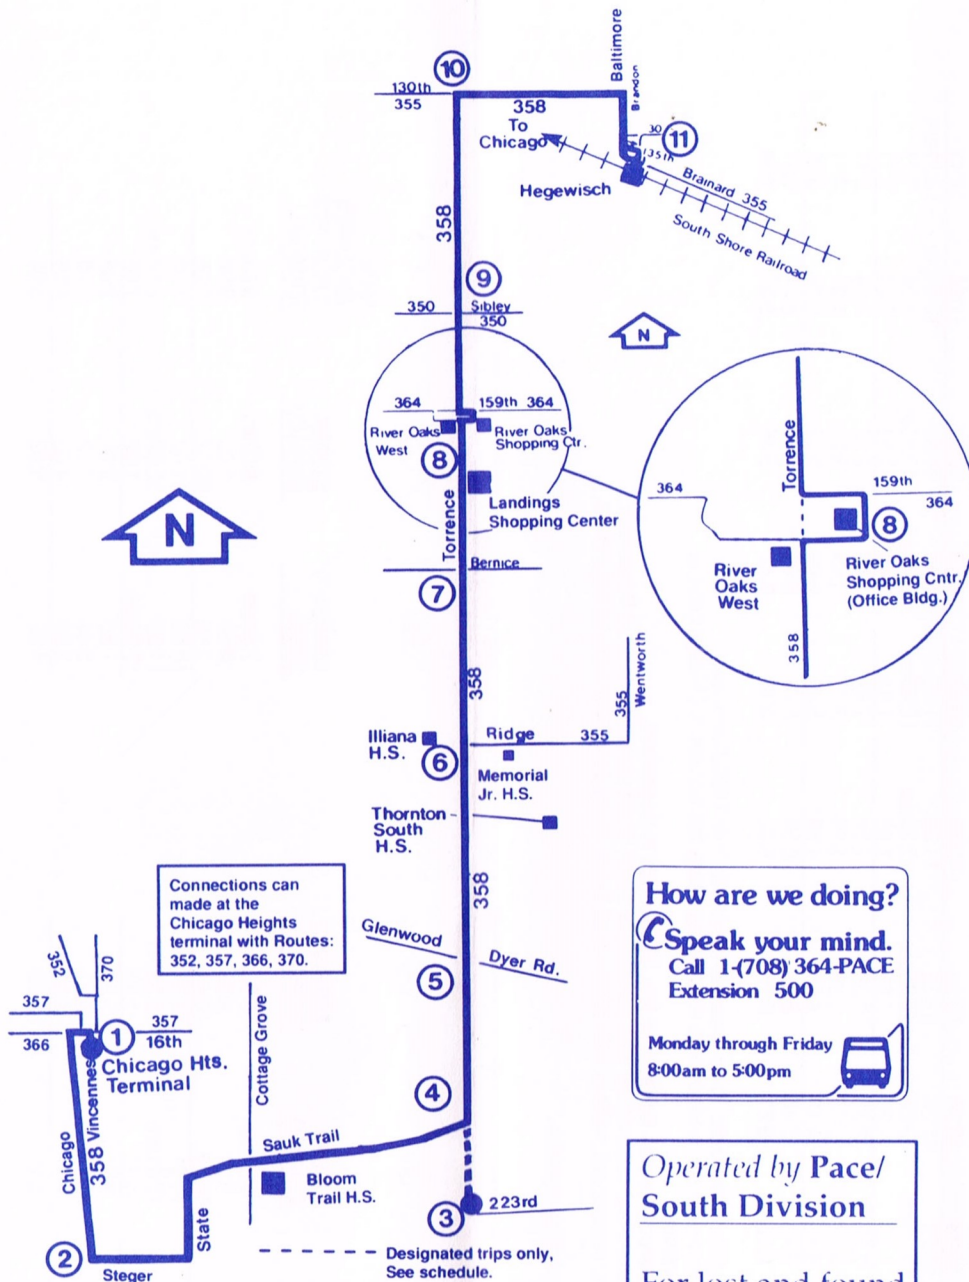 10
130th
355
358
Baltimore
Brandon
To
Chicago
30
11
135th
Hegewisch
Brainard 355
South Shore Railroad
358
9
350
Sibley
350
N
364
159th 364
River Oaks
West
River Oaks
Shopping Ctr.
8
Torrence
Landings
Shopping Center
Bernice
7
N
364
Torrence
159th
364
8
River
Oaks
West
River Oaks
Shopping Cntr.
(Office Bldg.)
358
358
355
Wentworth
Illiana
H.S.
Ridge
355
6
Memorial
Jr. H.S.
Thornton
South
H.S.
358
Connections can
made at the
Chicago Heights
terminal with Routes:
352, 357, 366, 370.
Glenwood
Dyer Rd.
5
352
370
357
366
1
357
16th
Chicago Hts.
Terminal
Vincennes
358
Chicago
Cottage Grove
4
Sauk Trail
Bloom
Trail H.S.
State
3
223rd
2
Steger
Designated trips only,
See schedule.
How are we doing?
Speak your mind.
Call 1-(708) 364-PACE
Extension 500
Monday through Friday
8:00am to 5:00pm
Operated by Pace/
South Division
For lost and found